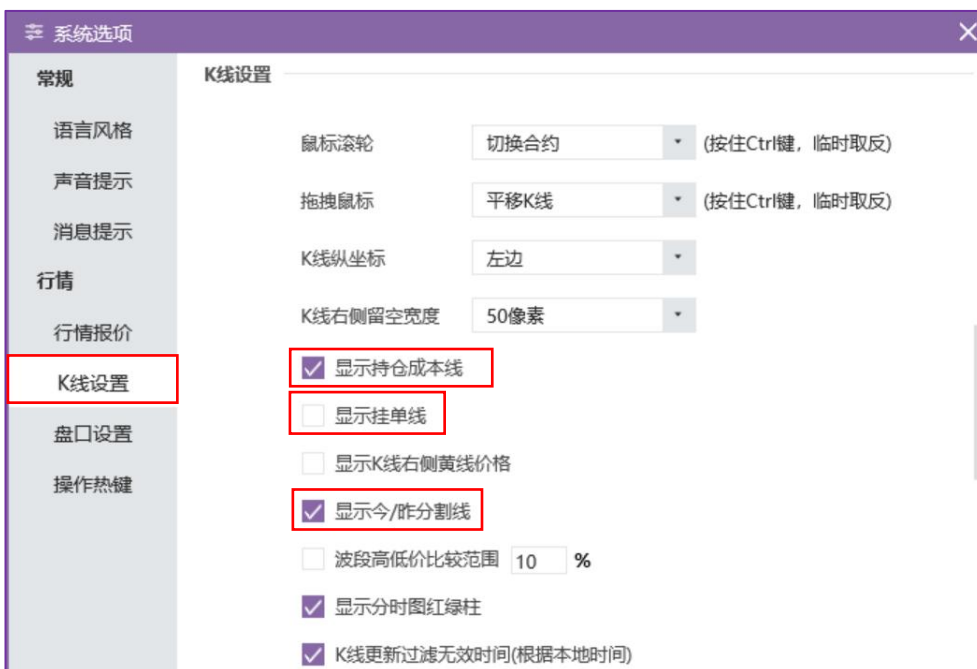 系统选项
常规
语言风格
声音提示
消息提示
行情
行情报价
K线设置
盘口设置
操作热键
K线设置
鼠标滚轮 切换合约 (按住Ctrl键，临时取反)
拖拽鼠标 平移K线 (按住Ctrl键，临时取反)
K线纵坐标 左边
K线右侧留空宽度 50像素
显示持仓成本线
显示挂单线
显示K线右侧黄线价格
显示今/昨分割线
波段高低价比较范围 10 %
显示分时图红绿柱
K线更新过滤无效时间(根据本地时间)